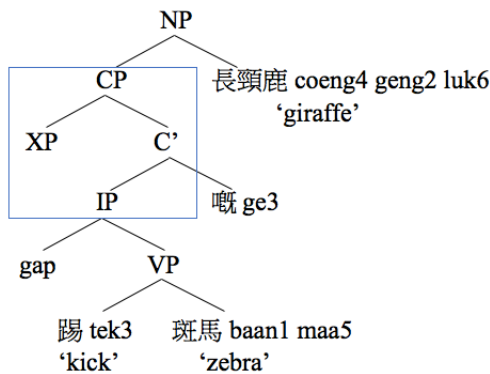 NP
CP 長頸鹿 coeng4 geng2 luk6
‘giraffe’
XP C’
IP 嘅 ge3
gap VP
踢 tek3 斑馬 baan1 maa5
‘kick’ ‘zebra’